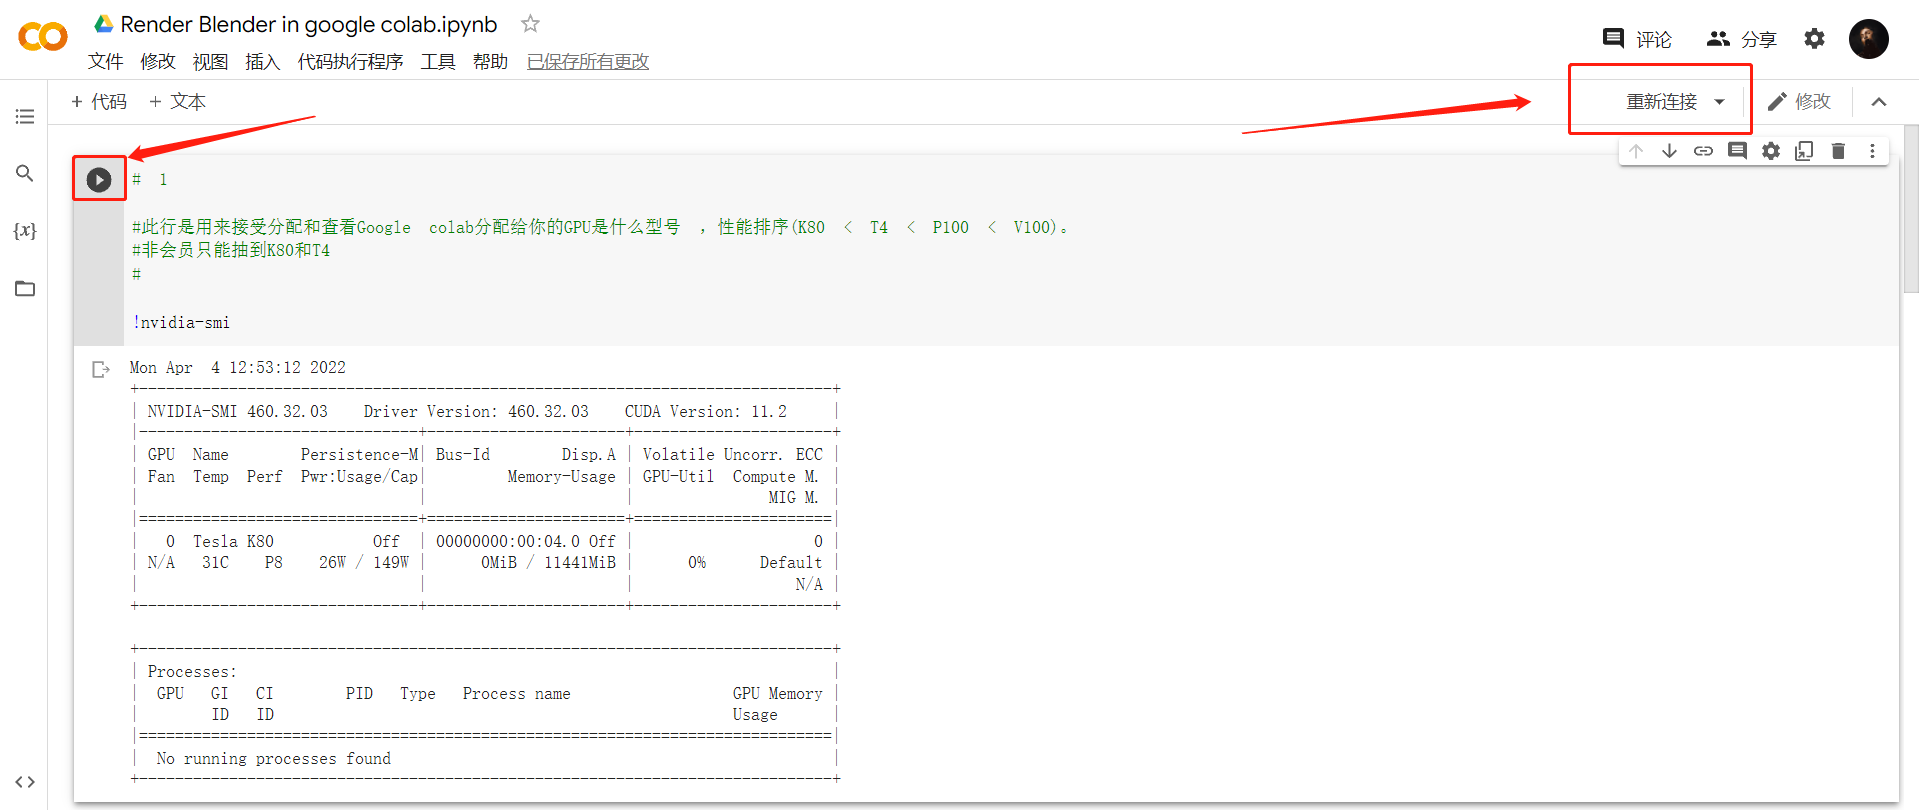 Render Blender in google colab.ipynb
文件 修改 视图 插入 代码执行程序 工具 帮助 已保存所有更改
评论 分享
+ 代码 + 文本
重新连接 修改
# 1
#此行是用来接受分配和查看Google colab分配给你的GPU是什么型号 ，性能排序(K80 < T4 < P100 < V100)。
#非会员只能抽到K80和T4
#
!nvidia-smi
{x}
Mon Apr 4 12:53:12 2022
+-----------------------------------------------------------------------------+
| NVIDIA-SMI 460.32.03    Driver Version: 460.32.03    CUDA Version: 11.2     |
|-------------------------------+----------------------+----------------------+
| GPU  Name        Persistence-M| Bus-Id        Disp.A | Volatile Uncorr. ECC |
| Fan  Temp  Perf  Pwr:Usage/Cap|         Memory-Usage | GPU-Util  Compute M. |
|                               |                      |               MIG M. |
|===============================+======================+======================|
|   0  Tesla K80           Off  | 00000000:00:04.0 Off |                    0 |
| N/A   31C    P8    26W / 149W |      0MiB / 11441MiB |      0%      Default |
|                               |                      |                  N/A |
+-------------------------------+----------------------+----------------------+
+-----------------------------------------------------------------------------+
| Processes:                                                                  |
|  GPU   GI   CI        PID   Type   Process name                  GPU Memory |
|        ID   ID                                                   Usage      |
|=============================================================================|
|  No running processes found                                                 |
+-----------------------------------------------------------------------------+